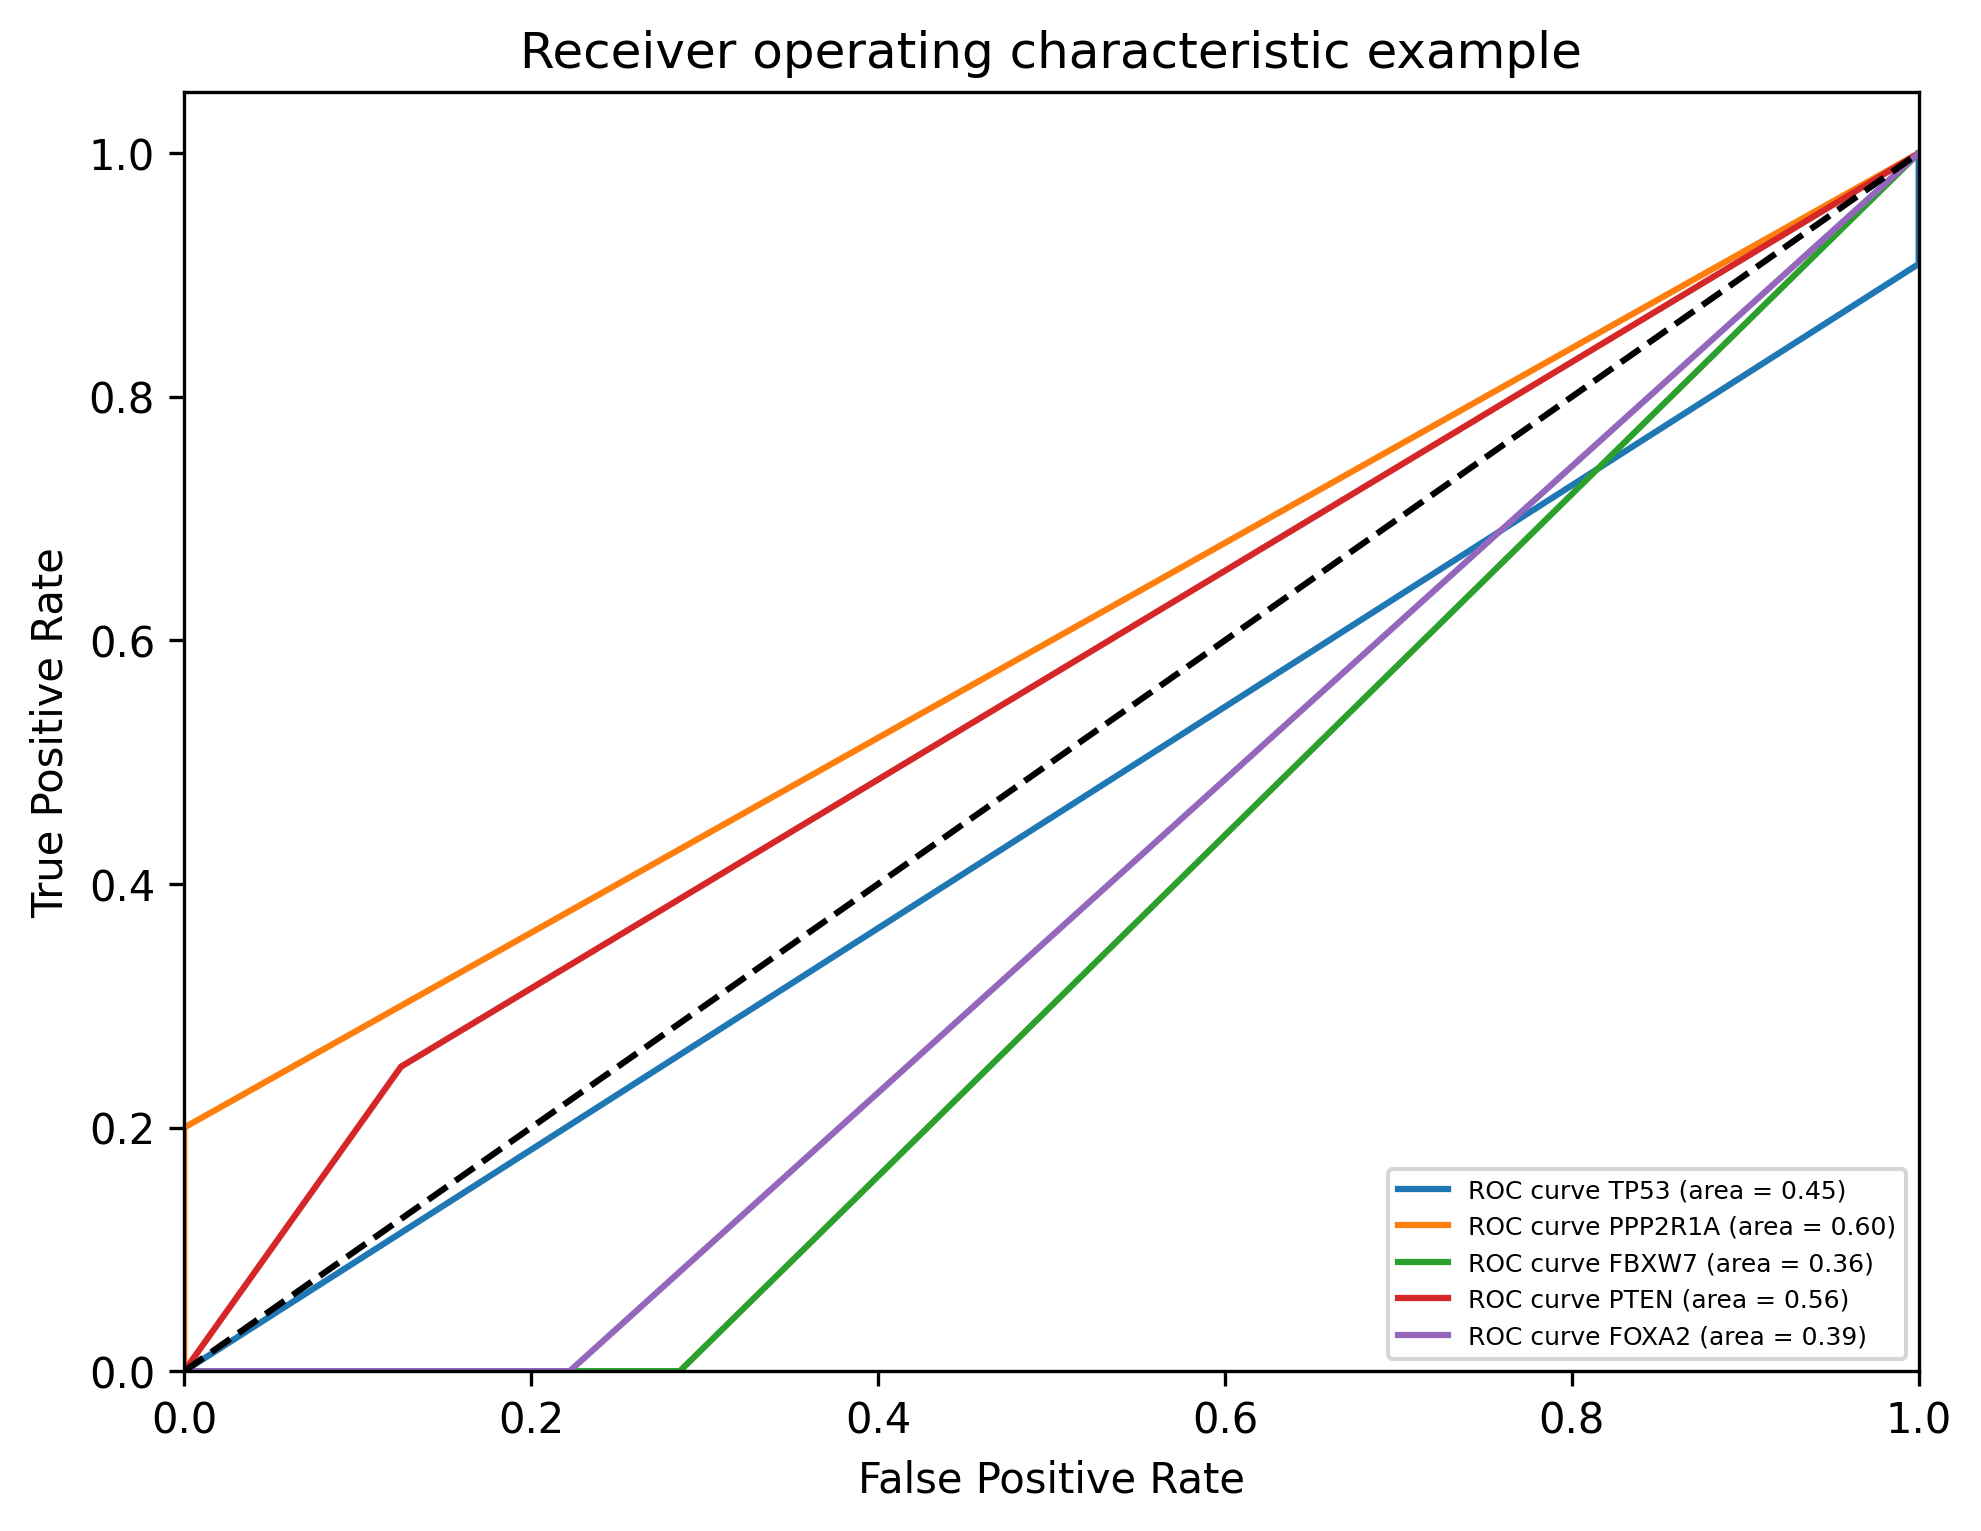 Receiver operating characteristic example
True Positive Rate
1.0
0.8
0.6
0.4
0.2
0.0
ROC curve TP53 (area = 0.45)
ROC curve PPP2R1A (area = 0.60)
ROC curve FBXW7 (area = 0.36)
ROC curve PTEN (area = 0.56)
ROC curve FOXA2 (area = 0.39)
0.0 0.2 0.4 0.6 0.8 1.0
False Positive Rate